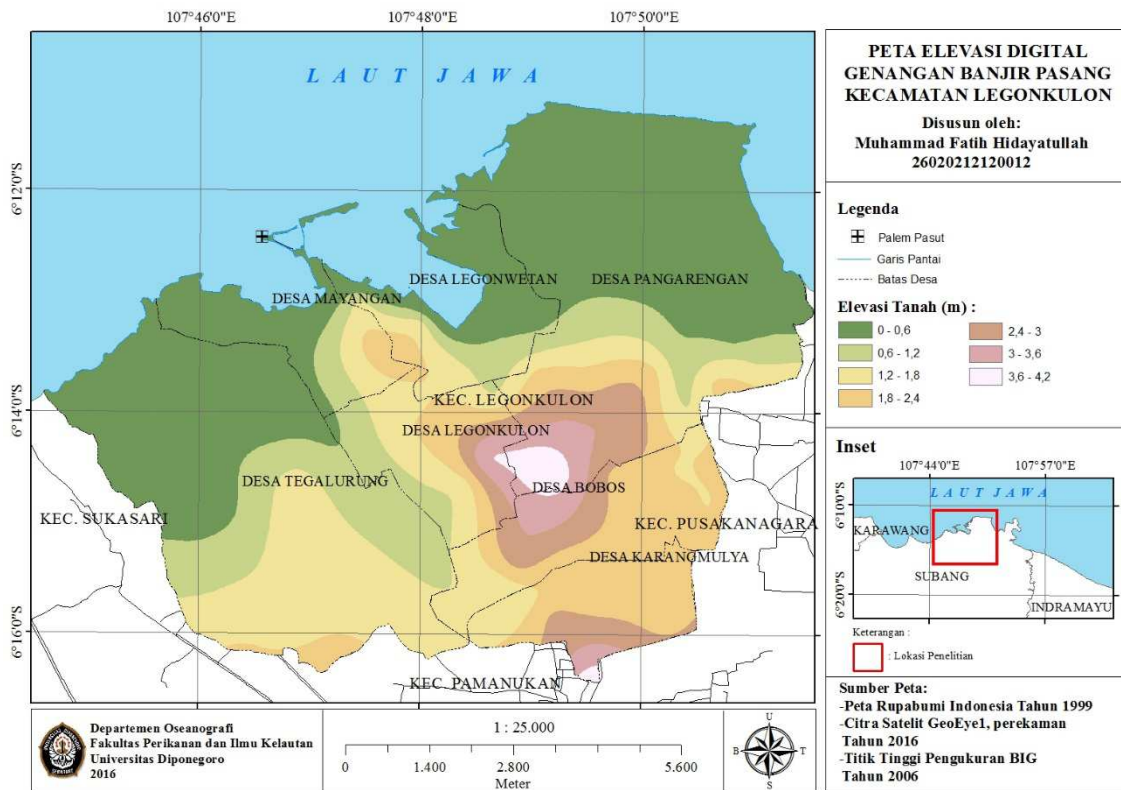 107°46'0"E
107°48'0"E
107°50'0"E
6°12'0"S
6°14'0"S
6°16'0"S
LAUT JAWA
DESA MAYANGAN
DESA LEGONWETAN
DESA PANGARENGAN
KEC. LEGONKULON
DESA LEGONKULON
DESA TEGALURUNG
DESA BOBOS
KEC. SUKASARI
KEC. PUSAKANAGARA
DESA KARANGMULYA
KEC. PAMANUKAN
PETA ELEVASI DIGITAL
GENANGAN BANJIR PASANG
KECAMATAN LEGONKULON
Disusun oleh:
Muhammad Fatih Hidayatullah
26020212120012
Legenda
Palem Pasut
Garis Pantai
Batas Desa
Elevasi Tanah (m) :
0 - 0,6
0,6 - 1,2
1,2 - 1,8
1,8 - 2,4
2,4 - 3
3 - 3,6
3,6 - 4,2
Inset
107°44'0"E
107°57'0"E
6°10'0"S
6°20'0"S
LAUT JAWA
KARAWANG
SUBANG
INDRAMAYU
Keterangan :
: Lokasi Penelitian
Sumber Peta:
-Peta Rupabumi Indonesia Tahun 1999
-Citra Satelit GeoEye1, perekaman
Tahun 2016
-Titik Tinggi Pengukuran BIG
Tahun 2006
Departemen Oseanografi
Fakultas Perikanan dan Ilmu Kelautan
Universitas Diponegoro
2016
1 : 25.000
0
1.400
2.800
5.600
Meter
U
B
T
S